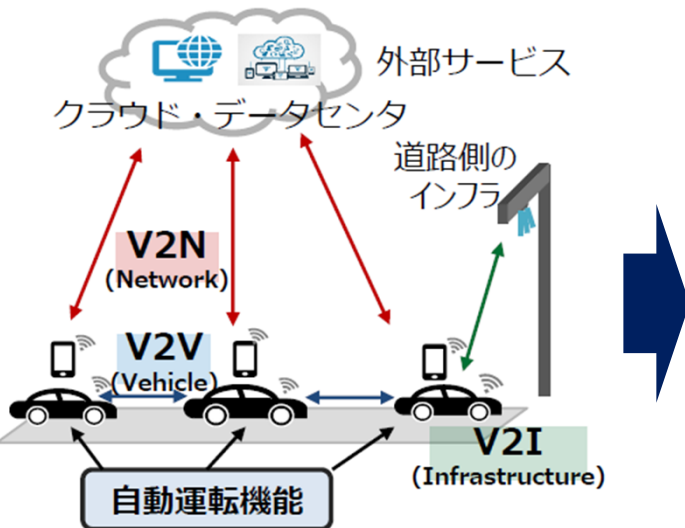 外部サービス
クラウド・データセンタ
道路側の
インフラ
V2N
(Network)
V2V
(Vehicle)
V2I
(Infrastructure)
自動運転機能